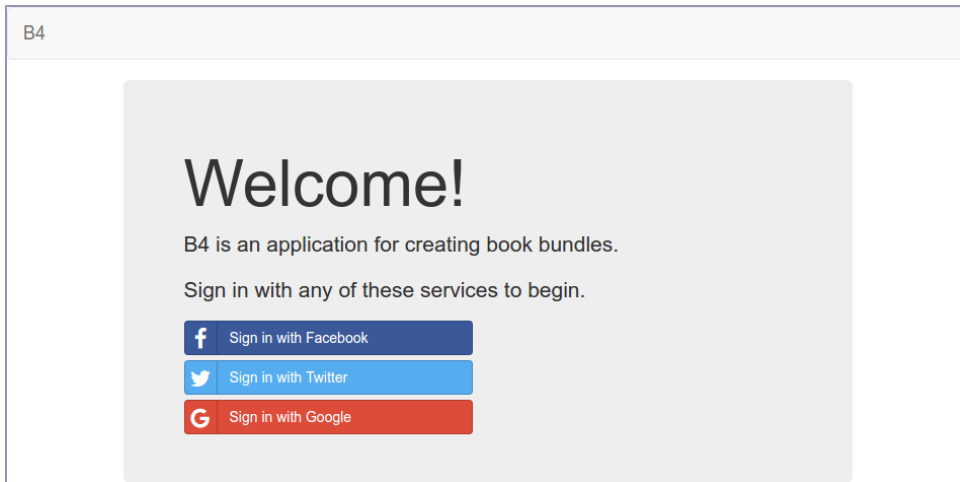 B4
Welcome!
B4 is an application for creating book bundles.
Sign in with any of these services to begin.
Sign in with Facebook
Sign in with Twitter
Sign in with Google